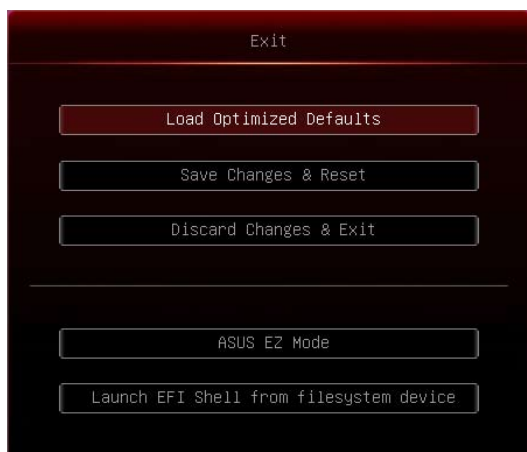 Exit
Load Optimized Defaults
Save Changes & Reset
Discard Changes & Exit
ASUS EZ Mode
Launch EFI Shell from filesystem device